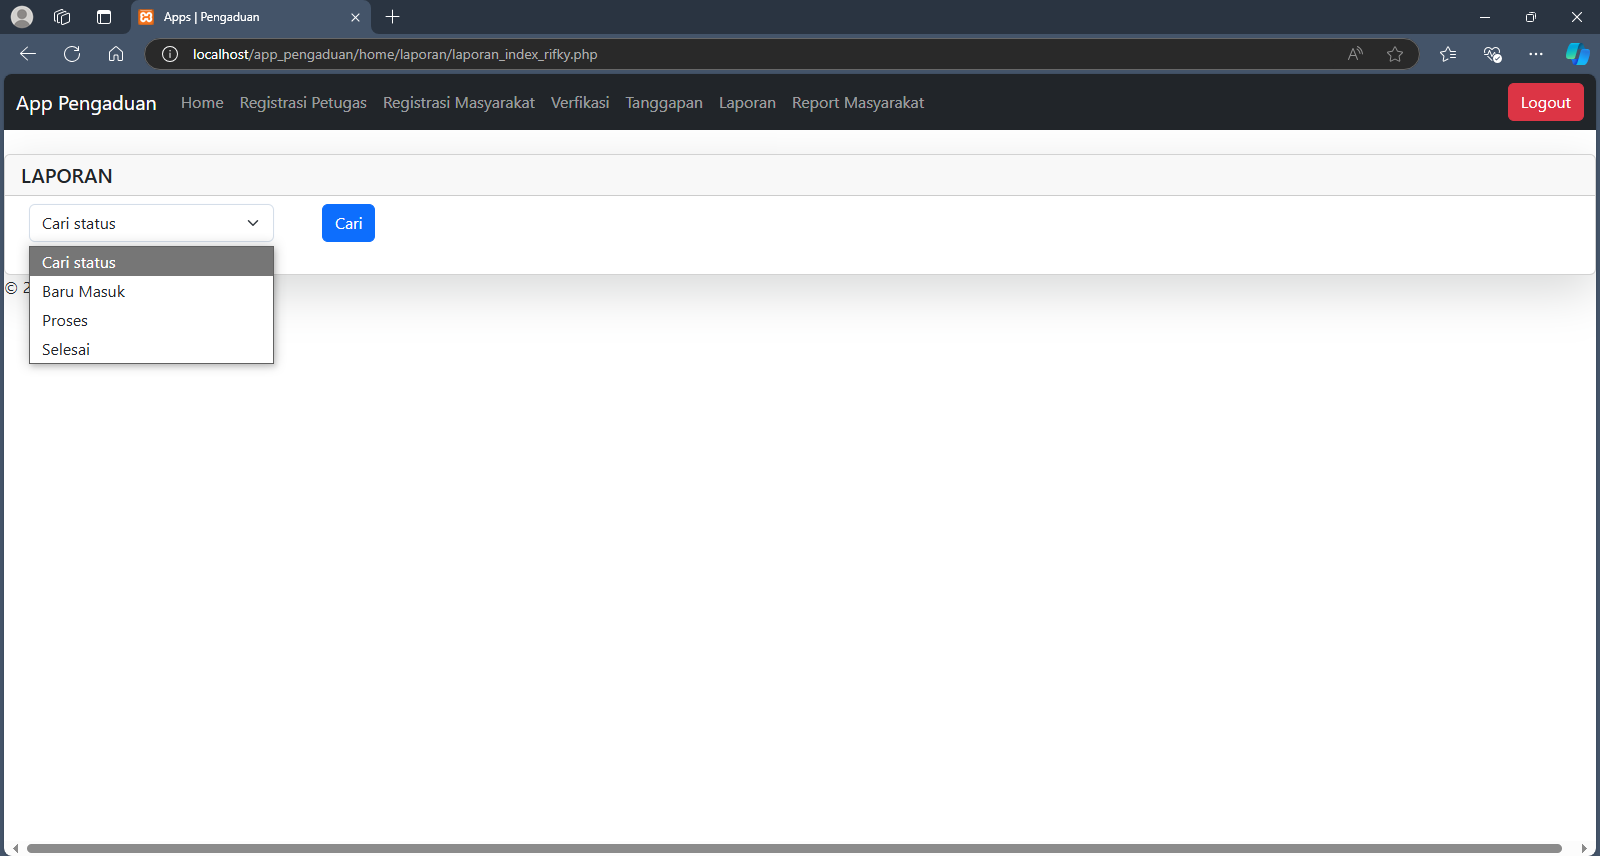 Apps | Pengaduan
localhost/app_pengaduan/home/laporan/laporan_index_rifky.php
App Pengaduan Home Registrasi Petugas Registrasi Masyarakat Verfikasi Tanggapan Laporan Report Masyarakat Logout
LAPORAN
Cari status Cari
Cari status
© 2
Baru Masuk
Proses
Selesai